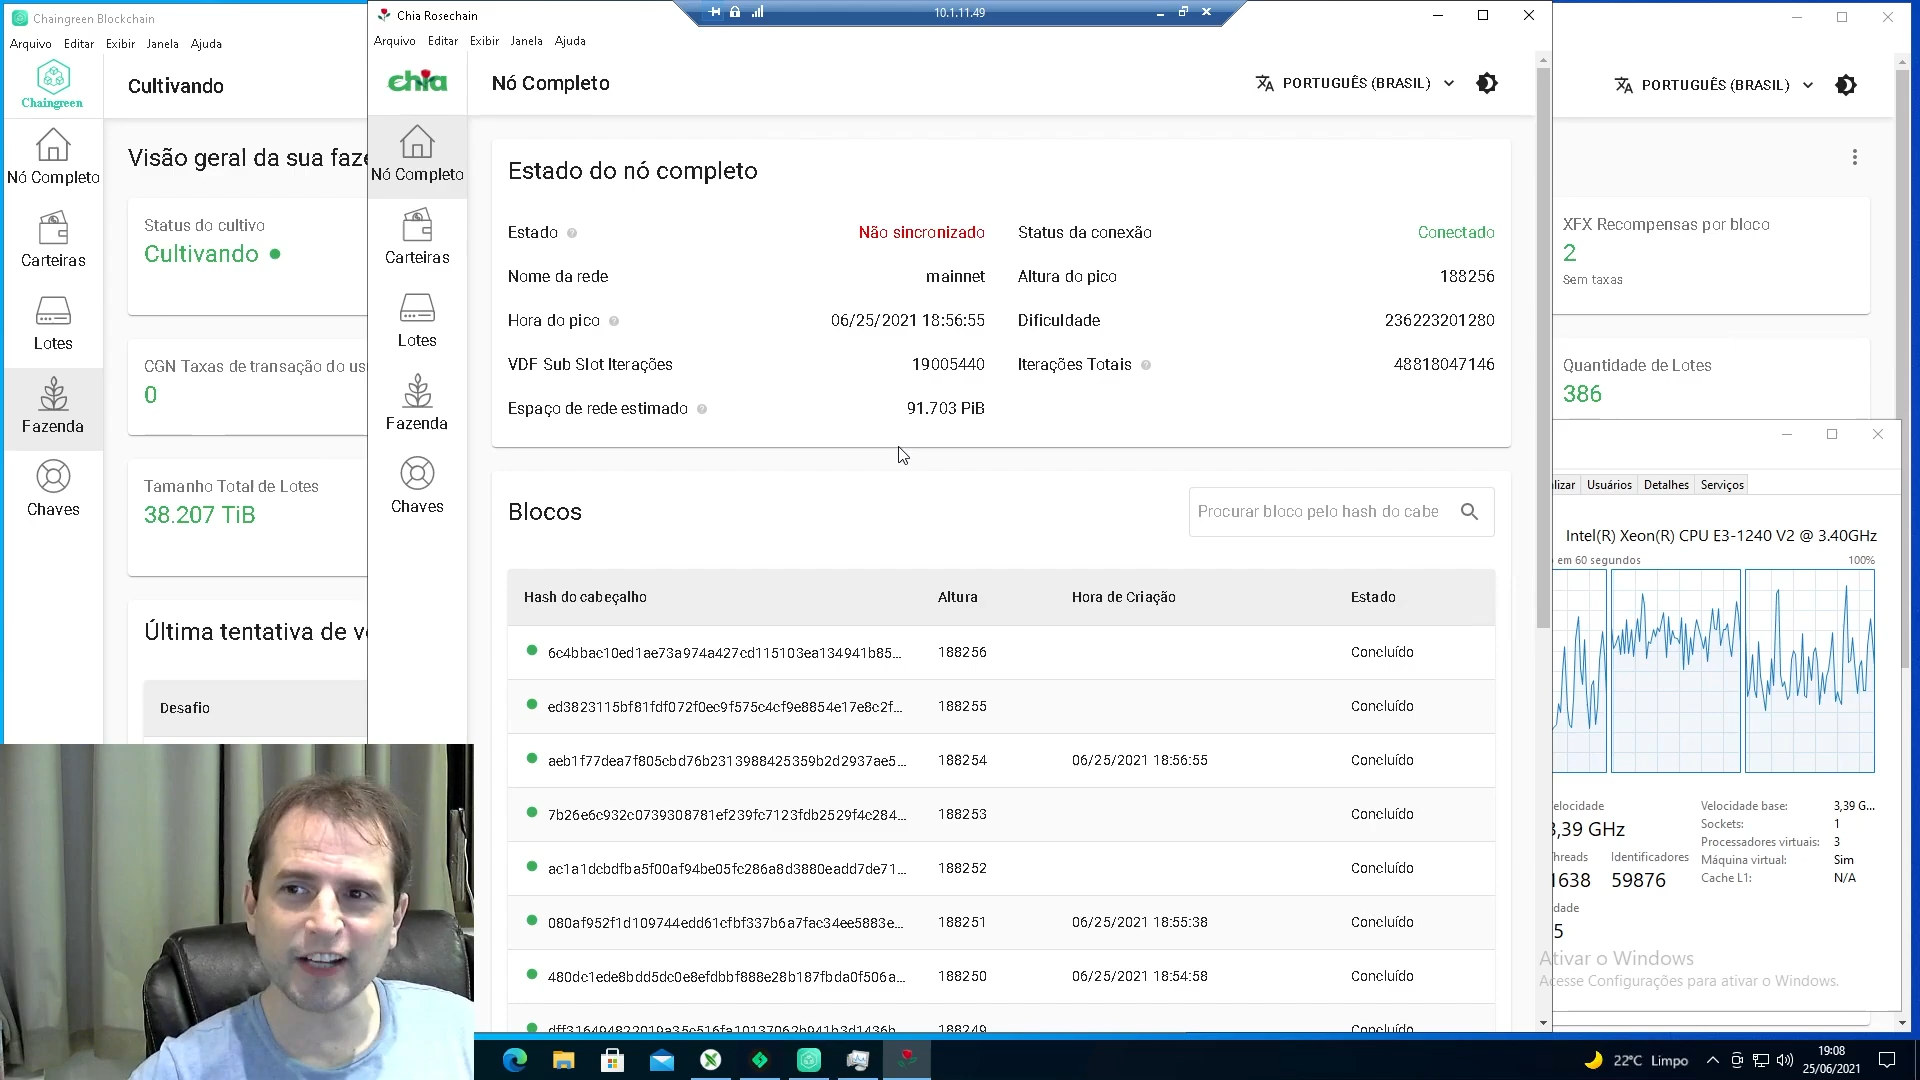 Chaingreen Blockchain
Arquivo Editar Exibir Janela Ajuda
Chaingreen
Nó Completo
Carteiras
Lotes
Fazenda
Chaves
Cultivando
Visão geral da sua faze
Status do cultivo
Cultivando
CGN Taxas de transação do us
0
Tamanho Total de Lotes
38.207 TiB
Última tentativa de v
Desafio
10.1.11.49
Chia Rosechain
Arquivo Editar Exibir Janela Ajuda
chia
Nó Completo
Carteiras
Lotes
Fazenda
Chaves
Nó Completo
PORTUGUÊS (BRASIL)
Estado do nó completo
Estado Não sincronizado
Status da conexão Conectado
Nome da rede mainnet
Altura do pico 188256
Hora do pico 06/25/2021 18:56:55
Dificuldade 236223201280
VDF Sub Slot Iterações 19005440
Iterações Totais 48818047146
Espaço de rede estimado 91.703 PiB
Blocos
Procurar bloco pelo hash do cabe
Hash do cabeçalho Altura Hora de Criação Estado
6c4bbac10ed1ae73a974a427cd115103ea134941b85... 188256 Concluído
ed3823115bf81fdf072f0ec9f575c4cf9e8854e17e8c2f... 188255 Concluído
aeb1f77dea7f805cbd76b2313988425359b2d2937ae5... 188254 06/25/2021 18:56:55 Concluído
7b26e6c932c0739308781ef239fc7123fdb2529f4c284... 188253 Concluído
ac1a1dcbdfba5f00af94be05fc286a8d3880eadd7de71... 188252 Concluído
080af952f1d109744edd61cfbf337b6a7fac34ee5883e... 188251 06/25/2021 18:55:38 Concluído
480dc1ede8bdd5dc0e8efdbbf888e28b187fbda0f506a... 188250 06/25/2021 18:54:58 Concluído
188249 Concluído
PORTUGUÊS (BRASIL)
XFX Recompensas por bloco
2
Sem taxas
Quantidade de Lotes
386
lizar Usuários Detalhes Serviços
Intel(R) Xeon(R) CPU E3-1240 V2 @ 3.40GHz
em 60 segundos 100%
elocidade
3,39 GHz
hreads Identificadores
1638 59876
dade
5
Velocidade base: 3,39 G...
Sockets: 1
Processadores virtuais: 3
Máquina virtual: Sim
Cache L1: N/A
Ativar o Windows
Acesse Configurações para ativar o Windows.
22ºC Limpo
19:08
25/06/2021